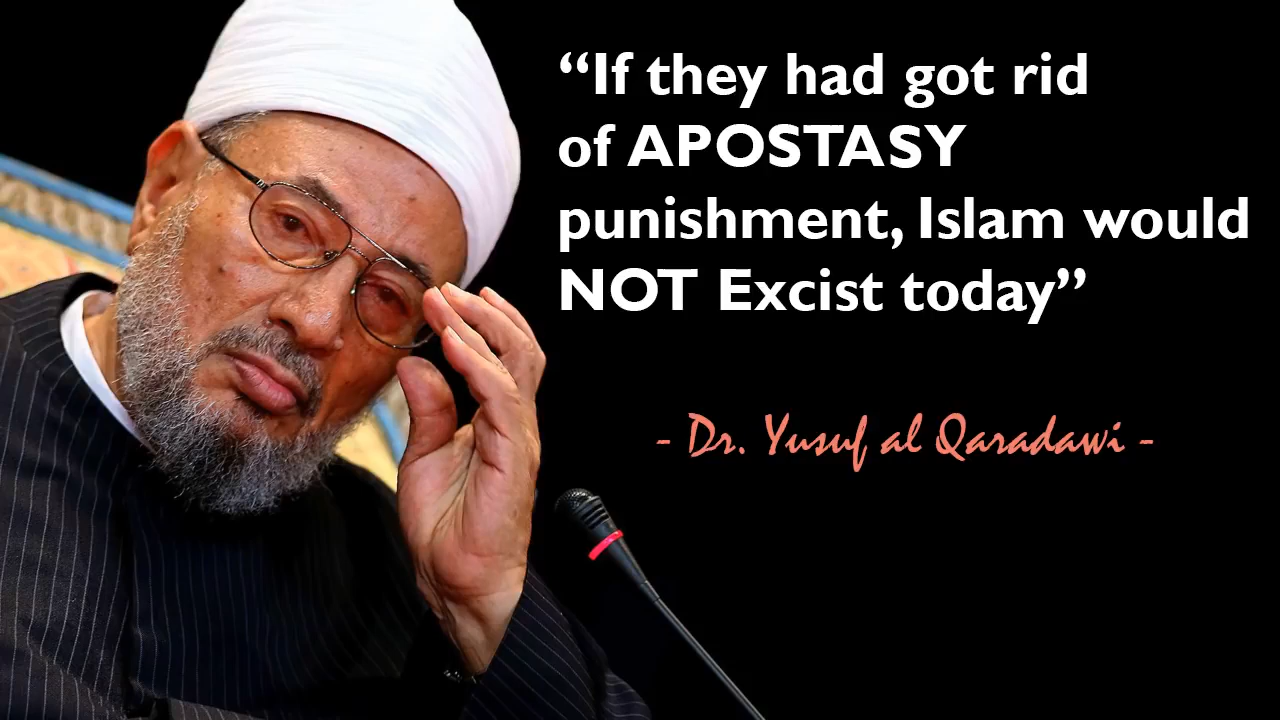 “If they had got rid
of APOSTASY
punishment, Islam would
NOT Excist today”
- Dr. Yusuf al Qaradawi -